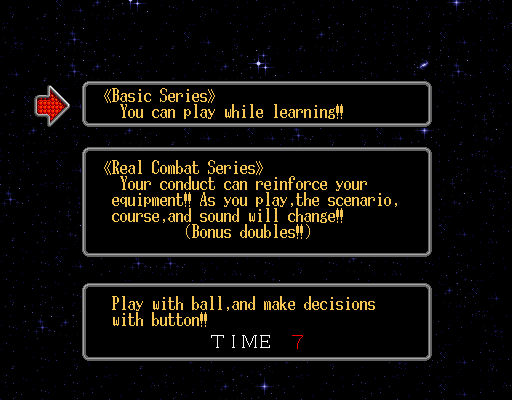 《Basic Series》
You can play while learning!!
《Real Combat Series》
Your conduct can reinforce your
equipment!! As you play,the scenario,
course,and sound will change!!
(Bonus doubles!!)
Play with ball,and make decisions
with button!!
TIME 7